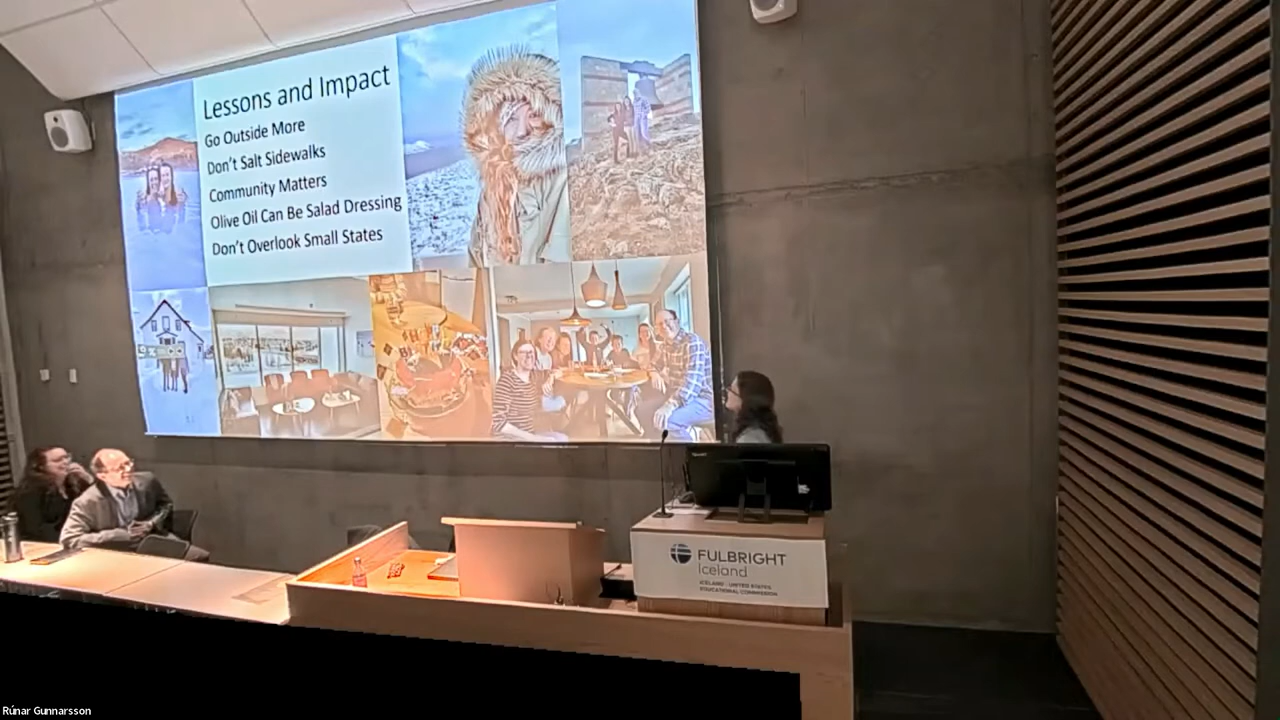 Lessons and Impact
Go Outside More
Don't Salt Sidewalks
Community Matters
Olive Oil Can Be Salad Dressing
Don't Overlook Small States
FULBRIGHT
Iceland
ICELAND - UNITED STATES
EDUCATIONAL COMMISSION
Rúnar Gunnarsson